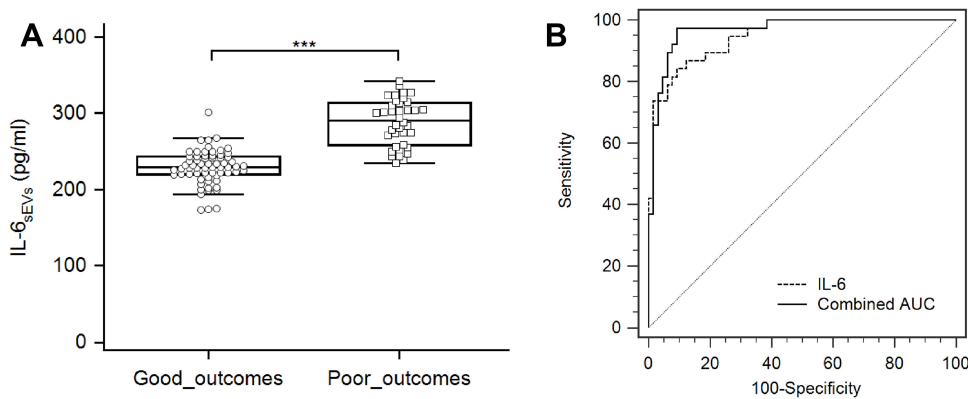 A
IL-6sEVs (pg/ml)
400
300
200
100
0
***
Good_outcomes
Poor_outcomes
B
Sensitivity
100
80
60
40
20
0
IL-6
Combined AUC
0
20
40
60
80
100
100-Specificity